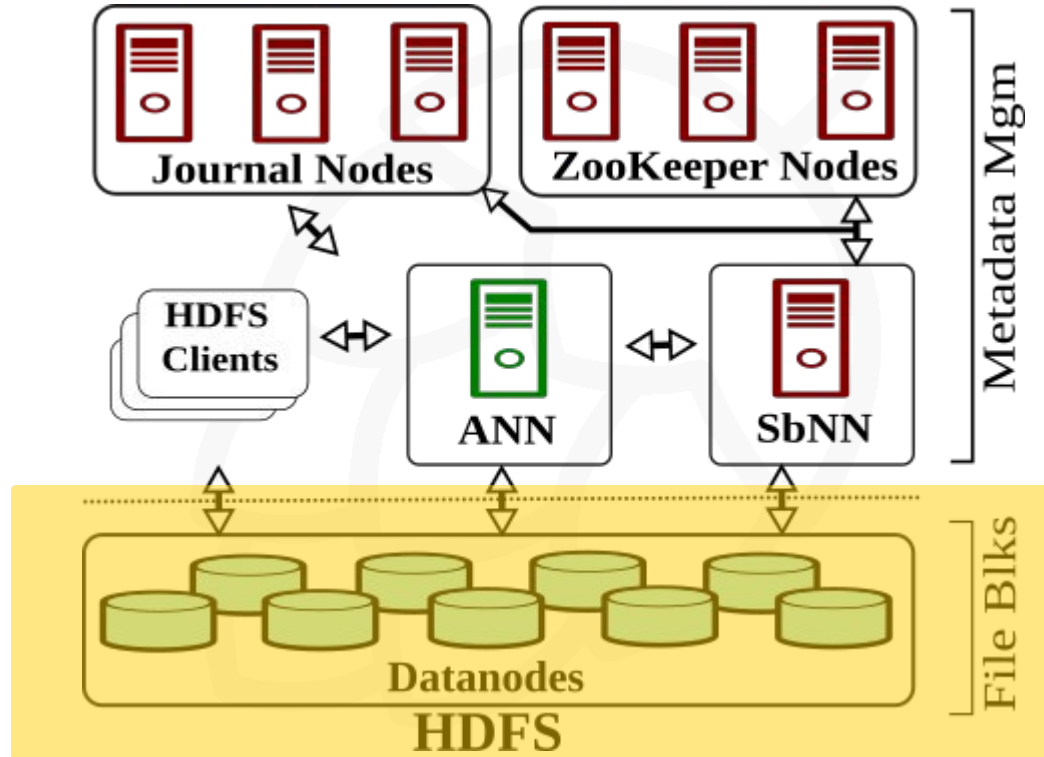 Journal Nodes
ZooKeeper Nodes
Metadata Mgm
HDFS
Clients
ANN
SbNN
File Blks
Datanodes
HDFS